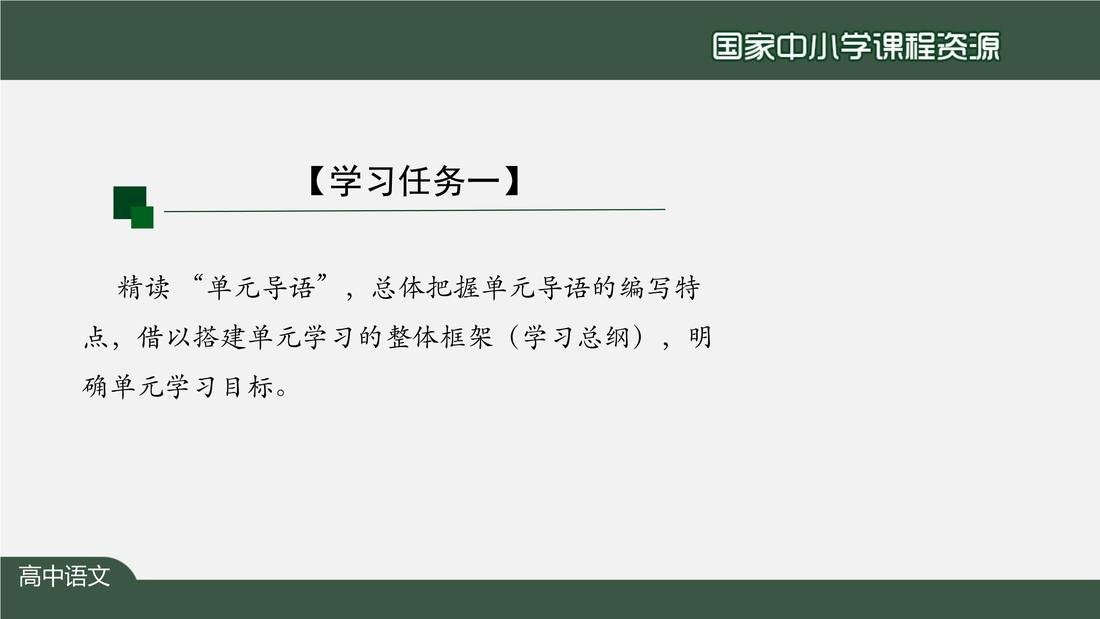 国家中小学课程资源
【学习任务一】
精读 “单元导语”，总体把握单元导语的编写特
点，借以搭建单元学习的整体框架（学习总纲），明
确单元学习目标。
高中语文